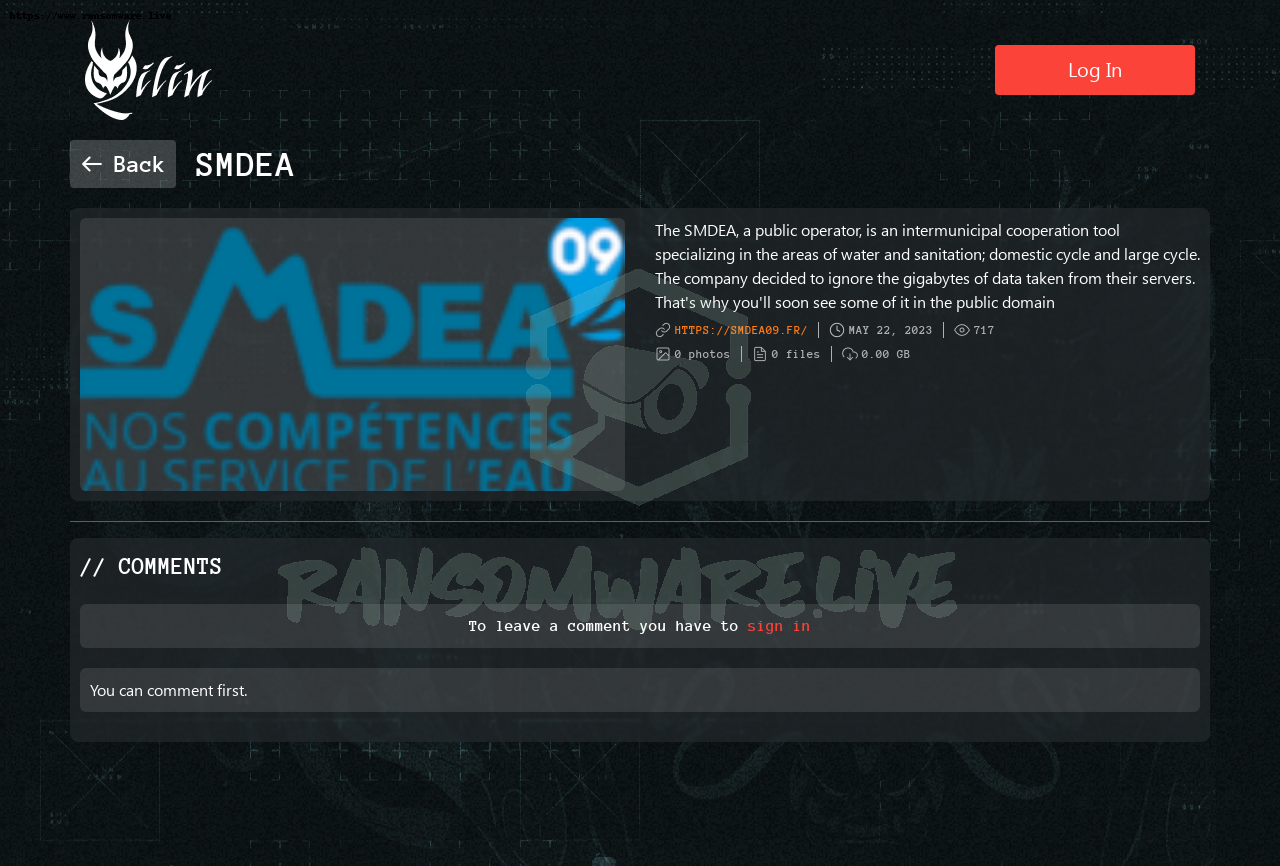 https://www.ransomware.live
Qilin
Log In
← Back
SMDEA
SMDEA 09
NOS COMPÉTENCES
AU SERVICE DE L'EAU
The SMDEA, a public operator, is an intermunicipal cooperation tool
specializing in the areas of water and sanitation; domestic cycle and large cycle.
The company decided to ignore the gigabytes of data taken from their servers.
That's why you'll soon see some of it in the public domain
HTTPS://SMDEA09.FR/ MAY 22, 2023 717
0 photos 0 files 0.00 GB
// COMMENTS
RANSOMWARE.LIVE
To leave a comment you have to sign in
You can comment first.